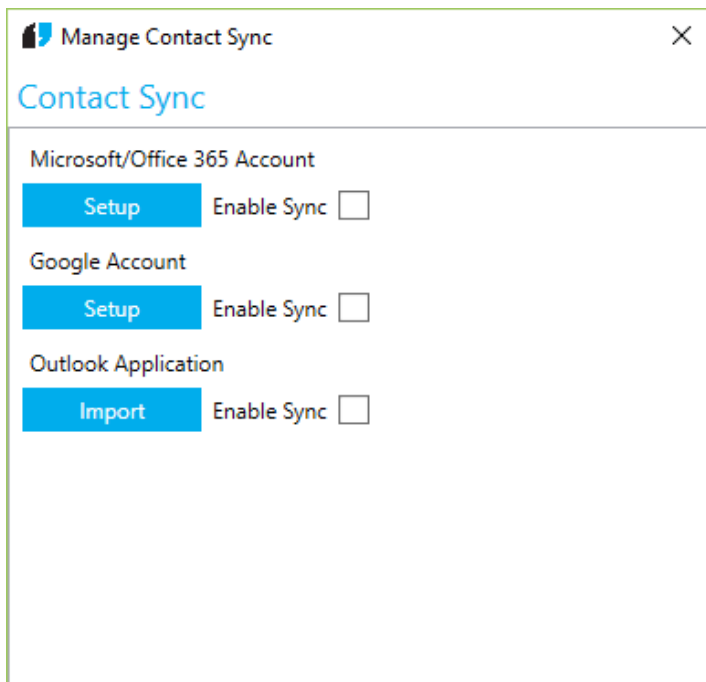 Manage Contact Sync
Contact Sync
Microsoft/Office 365 Account
Setup Enable Sync
Google Account
Setup Enable Sync
Outlook Application
Import Enable Sync